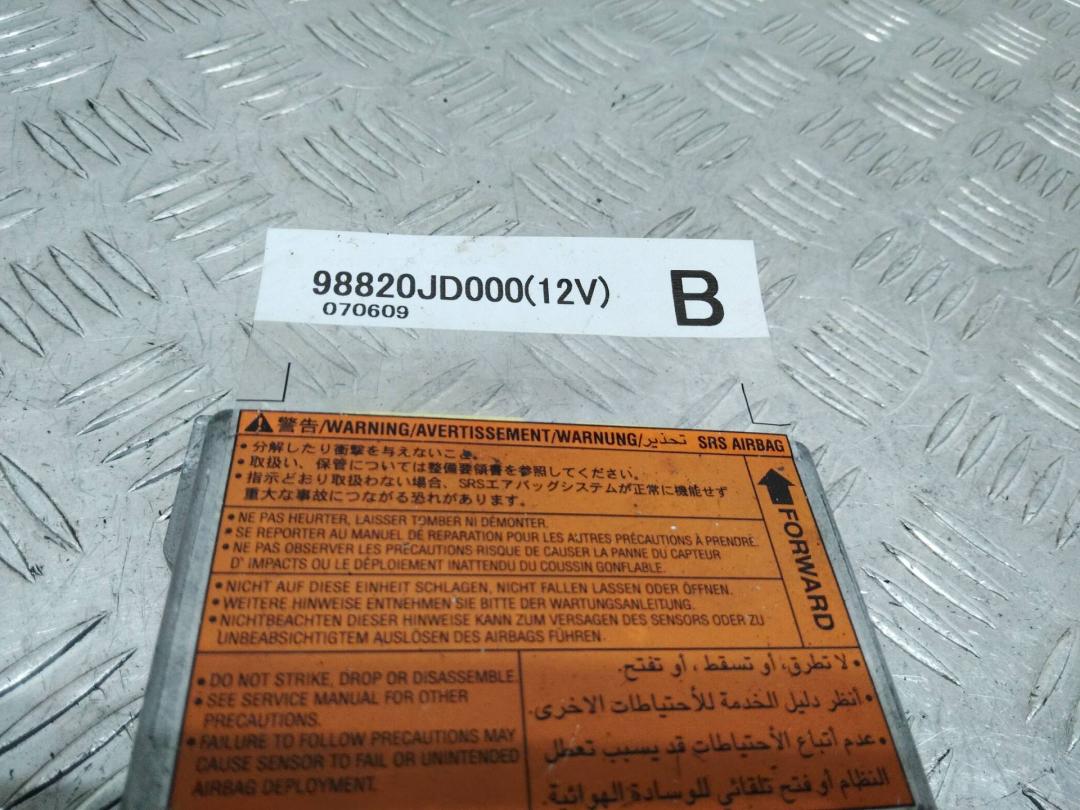 98820JD000(12V)
070609
B
警告/WARNING/AVERTISSEMENT/WARNUNG/تحذير SRS AIRBAG
• 分解したり衝撃を与えないこと。
• 取扱い、保管については整備要領書を参照してください。
• 指示どおり取扱わない場合、SRSエアバッグシステムが正常に機能せず
重大な事故につながる恐れがあります。
FORWARD
• NE PAS HEURTER, LAISSER TOMBER NI DÉMONTER.
• SE REPORTER AU MANUEL DE REPARATION POUR LES AUTRES PRÉCAUTIONS À PRENDRE.
• NE PAS OBSERVER LES PRÉCAUTIONS RISQUE DE CAUSER LA PANNE DU CAPTEUR
D' IMPACTS OU LE DÉPLOIEMENT INATTENDU DU COUSSIN GONFLABLE.
• NICHT AUF DIESE EINHEIT SCHLAGEN, NICHT FALLEN LASSEN ODER ÖFFNEN.
• WEITERE HINWEISE ENTNEHMEN SIE BITTE DER WARTUNGSANLEITUNG.
• NICHTBEACHTEN DIESER HINWEISE KANN ZUM VERSAGEN DES SENSORS ODER ZU
UNBEABSICHTIGTEM AUSLÖSEN DES AIRBAGS FÜHREN.
• DO NOT STRIKE, DROP OR DISASSEMBLE.
• SEE SERVICE MANUAL FOR OTHER
PRECAUTIONS.
• FAILURE TO FOLLOW PRECAUTIONS MAY
CAUSE SENSOR TO FAIL OR UNINTENDED
AIRBAG DEPLOYMENT.
• لا تطرق، أو تسقط، أو تفتح.
• أنظر دليل الخدمة للأحتياطات الاخرى.
• عدم أتباع الأحتياطات قد يسبب تعطل
النظام أو فتح تلقائي للوسادة الهوائية.